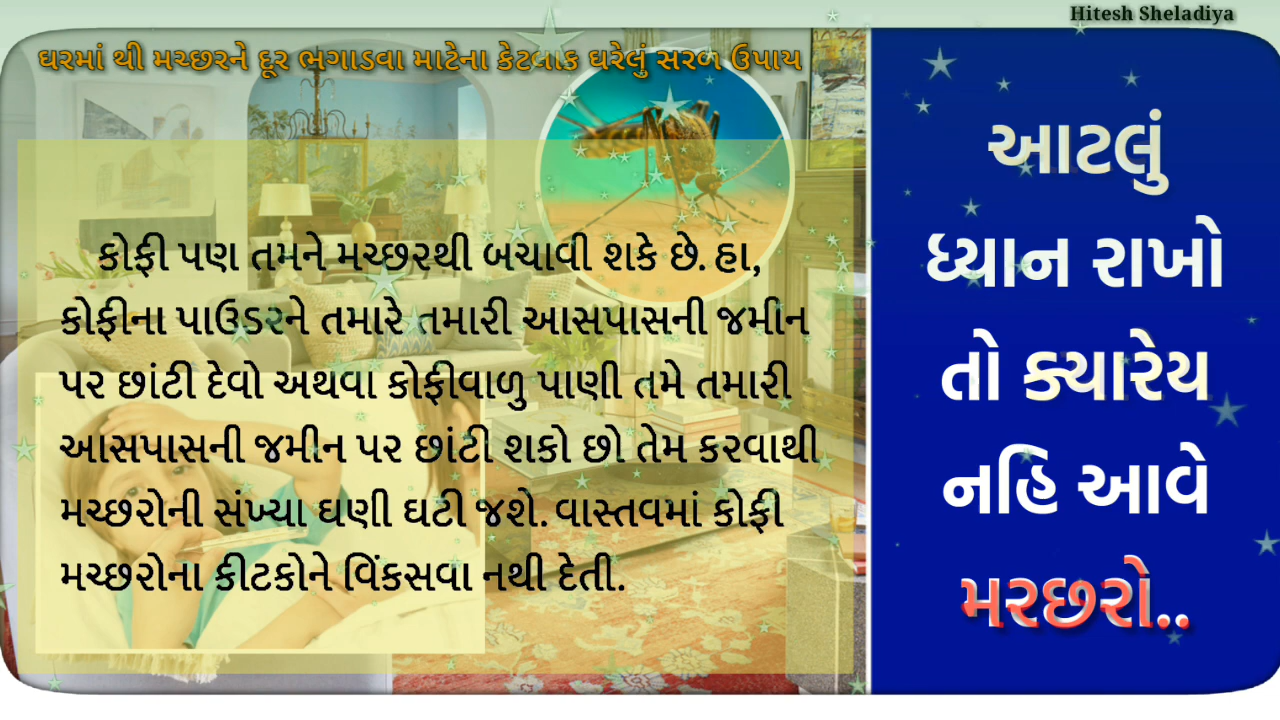 Hitesh Sheladiya
ઘરમાં થી મચ્છરને દૂર ભગાડવા માટેના કેટલાક ઘરેલું સરળ ઉપાય
કોફી પણ તમને મચ્છરથી બચાવી શકે છે. હા,
કોફીના પાઉડરને તમારે તમારી આસપાસની જમીન
પર છાંટી દેવો અથવા કોફીવાળુ પાણી તમે તમારી
આસપાસની જમીન પર છાંટી શકો છો તેમ કરવાથી
મચ્છરોની સંખ્યા ઘણી ઘટી જશે. વાસ્તવમાં કોફી
મચ્છરોના કીટકોને વિંકસવા નથી દેતી.
આટલું
ધ્યાન રાખો
તો ક્યારેય
નહિ આવે
મરછરો..